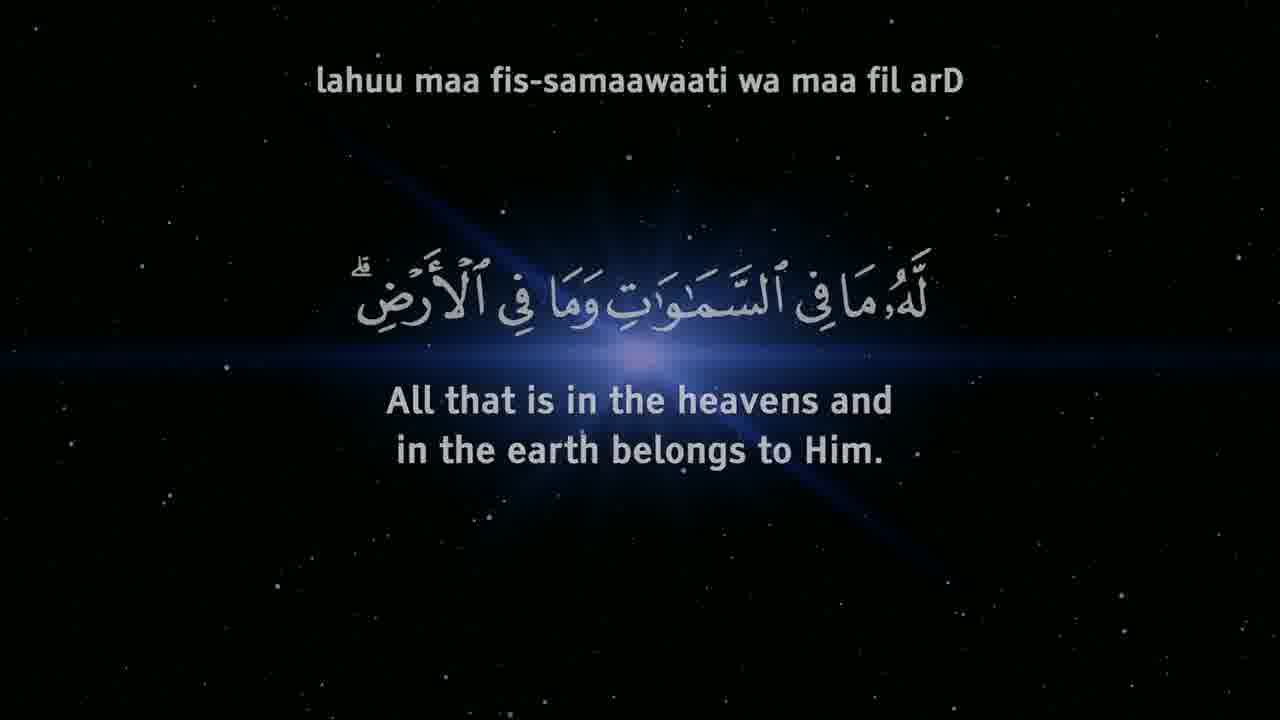 lahuu maa fis-samaawaati wa maa fil arD
لَّهُۥ مَا فِى ٱلسَّمَـٰوَٰتِ وَمَا فِى ٱلْأَرْضِ ۗ
All that is in the heavens and
in the earth belongs to Him.